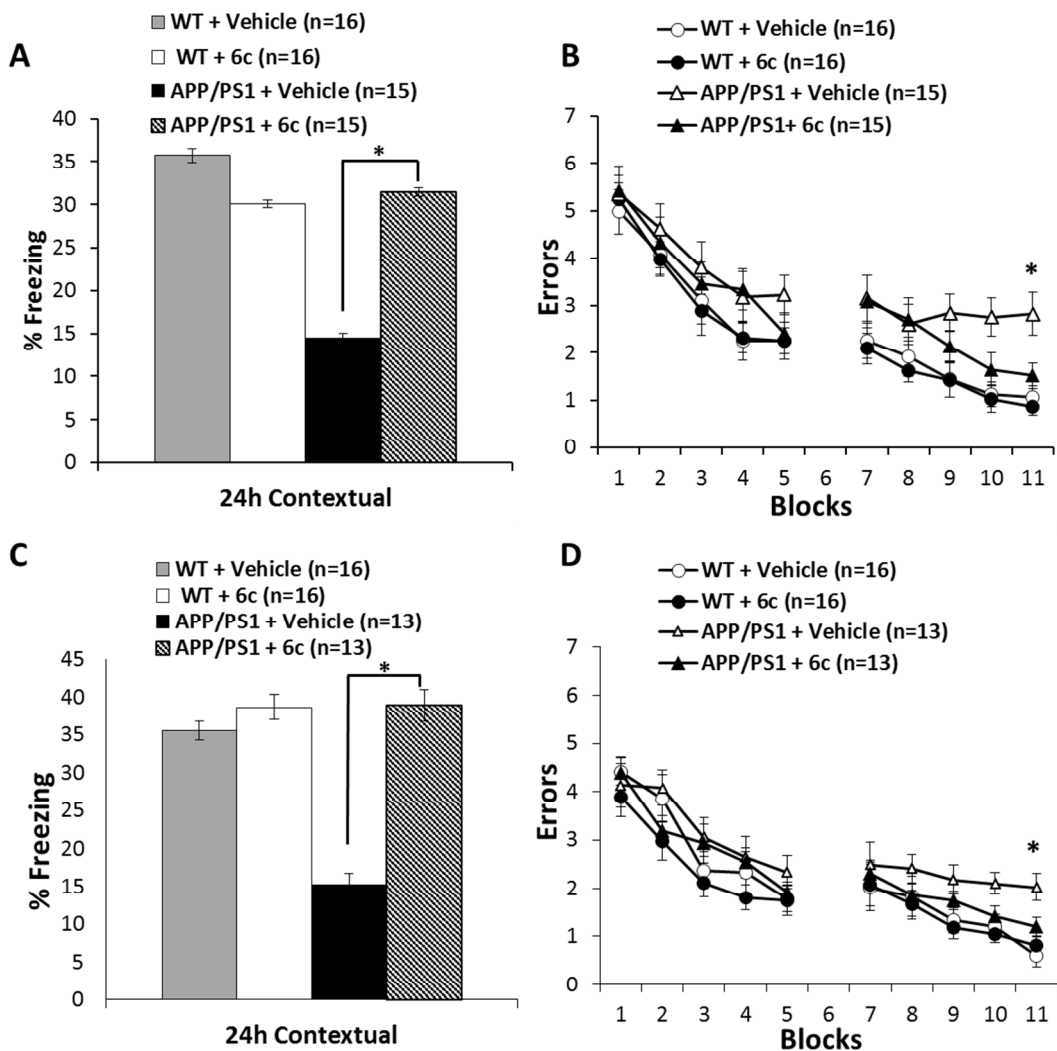 A
WT + Vehicle (n=16)
WT + 6c (n=16)
APP/PS1 + Vehicle (n=15)
APP/PS1 + 6c (n=15)
% Freezing
40
35
30
25
20
15
10
5
0
*
24h Contextual
B
WT + Vehicle (n=16)
WT + 6c (n=16)
APP/PS1 + Vehicle (n=15)
APP/PS1+ 6c (n=15)
Errors
7
6
5
4
3
2
1
0
*
1 2 3 4 5 6 7 8 9 10 11
Blocks
C
WT + Vehicle (n=16)
WT + 6c (n=16)
APP/PS1 + Vehicle (n=13)
APP/PS1 + 6c (n=13)
% Freezing
45
40
35
30
25
20
15
10
5
0
*
24h Contextual
D
WT + Vehicle (n=16)
WT + 6c (n=16)
APP/PS1 + Vehicle (n=13)
APP/PS1 + 6c (n=13)
Errors
7
6
5
4
3
2
1
0
*
1 2 3 4 5 6 7 8 9 10 11
Blocks